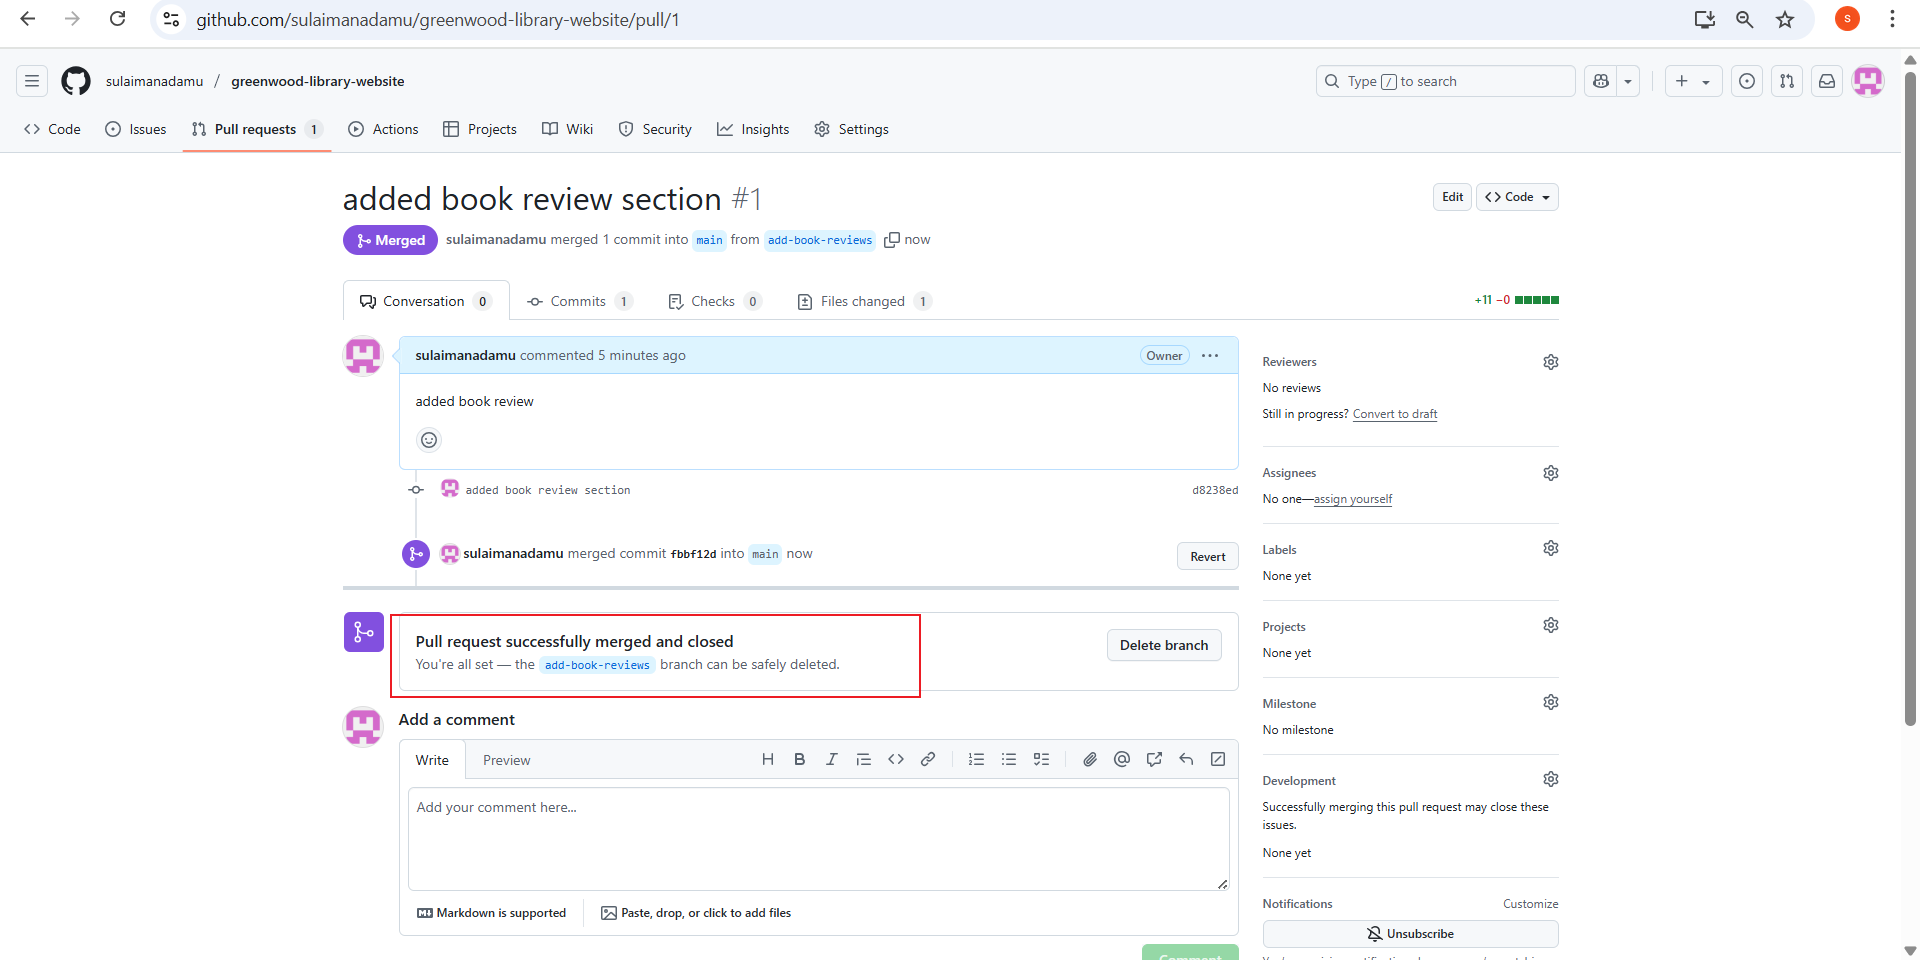 github.com/sulaimanadamu/greenwood-library-website/pull/1
S
sulaimanadamu / greenwood-library-website
Type / to search
Code Issues Pull requests 1 Actions Projects Wiki Security Insights Settings
added book review section #1
Edit
Code
Merged sulaimanadamu merged 1 commit into main from add-book-reviews now
Conversation 0 Commits 1 Checks 0 Files changed 1
+11 −0
sulaimanadamu commented 5 minutes ago
Owner
added book review
added book review section
d8238ed
sulaimanadamu merged commit fbbf12d into main now
Revert
Pull request successfully merged and closed
You're all set — the add-book-reviews branch can be safely deleted.
Delete branch
Add a comment
Write Preview
H B I
Add your comment here...
Markdown is supported
Paste, drop, or click to add files
Comment
Reviewers
No reviews
Still in progress? Convert to draft
Assignees
No one—assign yourself
Labels
None yet
Projects
None yet
Milestone
No milestone
Development
Successfully merging this pull request may close these
issues.
None yet
Notifications
Customize
Unsubscribe